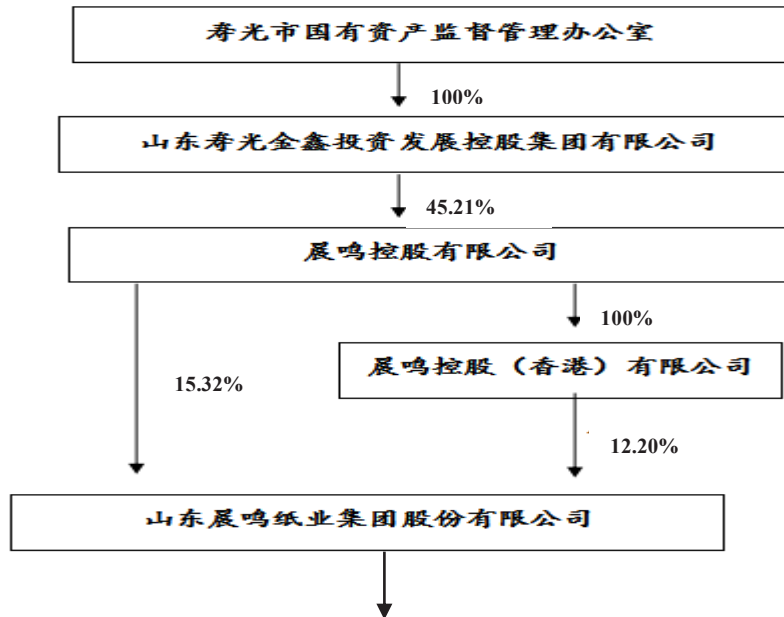 寿光市国有资产监督管理办公室
100%
山东寿光金鑫投资发展控股集团有限公司
45.21%
晨鸣控股有限公司
100%
晨鸣控股（香港）有限公司
15.32%
12.20%
山东晨鸣纸业集团股份有限公司